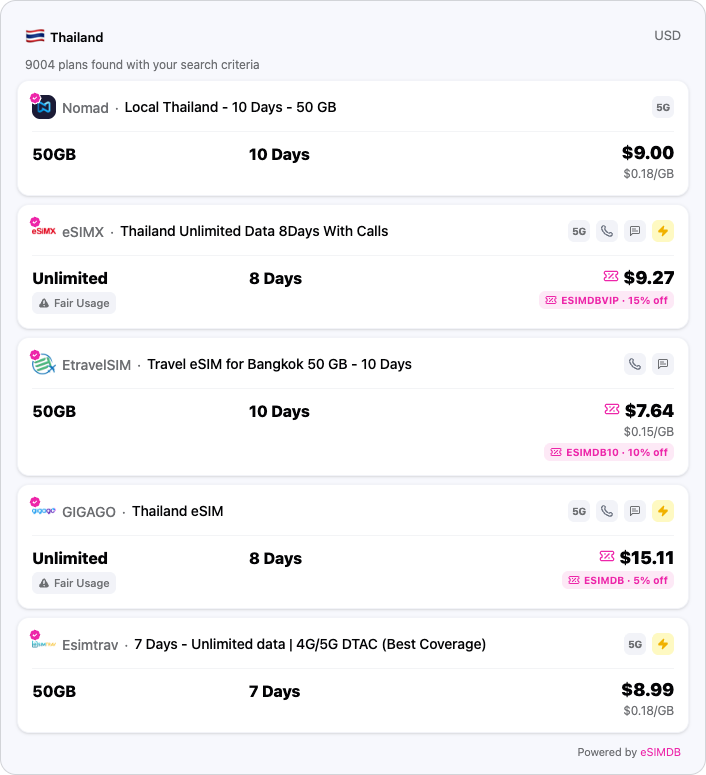 Thailand
USD
9004 plans found with your search criteria
Nomad · Local Thailand - 10 Days - 50 GB
5G
50GB
10 Days
$9.00
$0.18/GB
eSIMX
eSIMX · Thailand Unlimited Data 8Days With Calls
5G
Unlimited
8 Days
$9.27
Fair Usage
ESIMDBVIP · 15% off
EtravelSIM · Travel eSIM for Bangkok 50 GB - 10 Days
50GB
10 Days
$7.64
$0.15/GB
ESIMDB10 · 10% off
gigago
GIGAGO · Thailand eSIM
5G
Unlimited
8 Days
$15.11
Fair Usage
ESIMDB · 5% off
Esimtrav · 7 Days - Unlimited data | 4G/5G DTAC (Best Coverage)
5G
50GB
7 Days
$8.99
$0.18/GB
Powered by eSIMDB